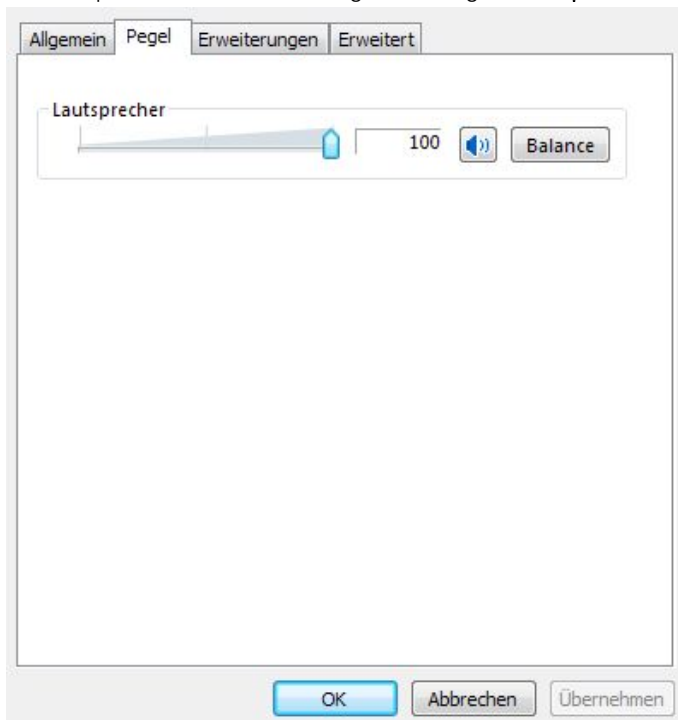 Allgemein Pegel Erweiterungen Erweitert
Lautsprecher
100 Balance
OK Abbrechen Übernehmen